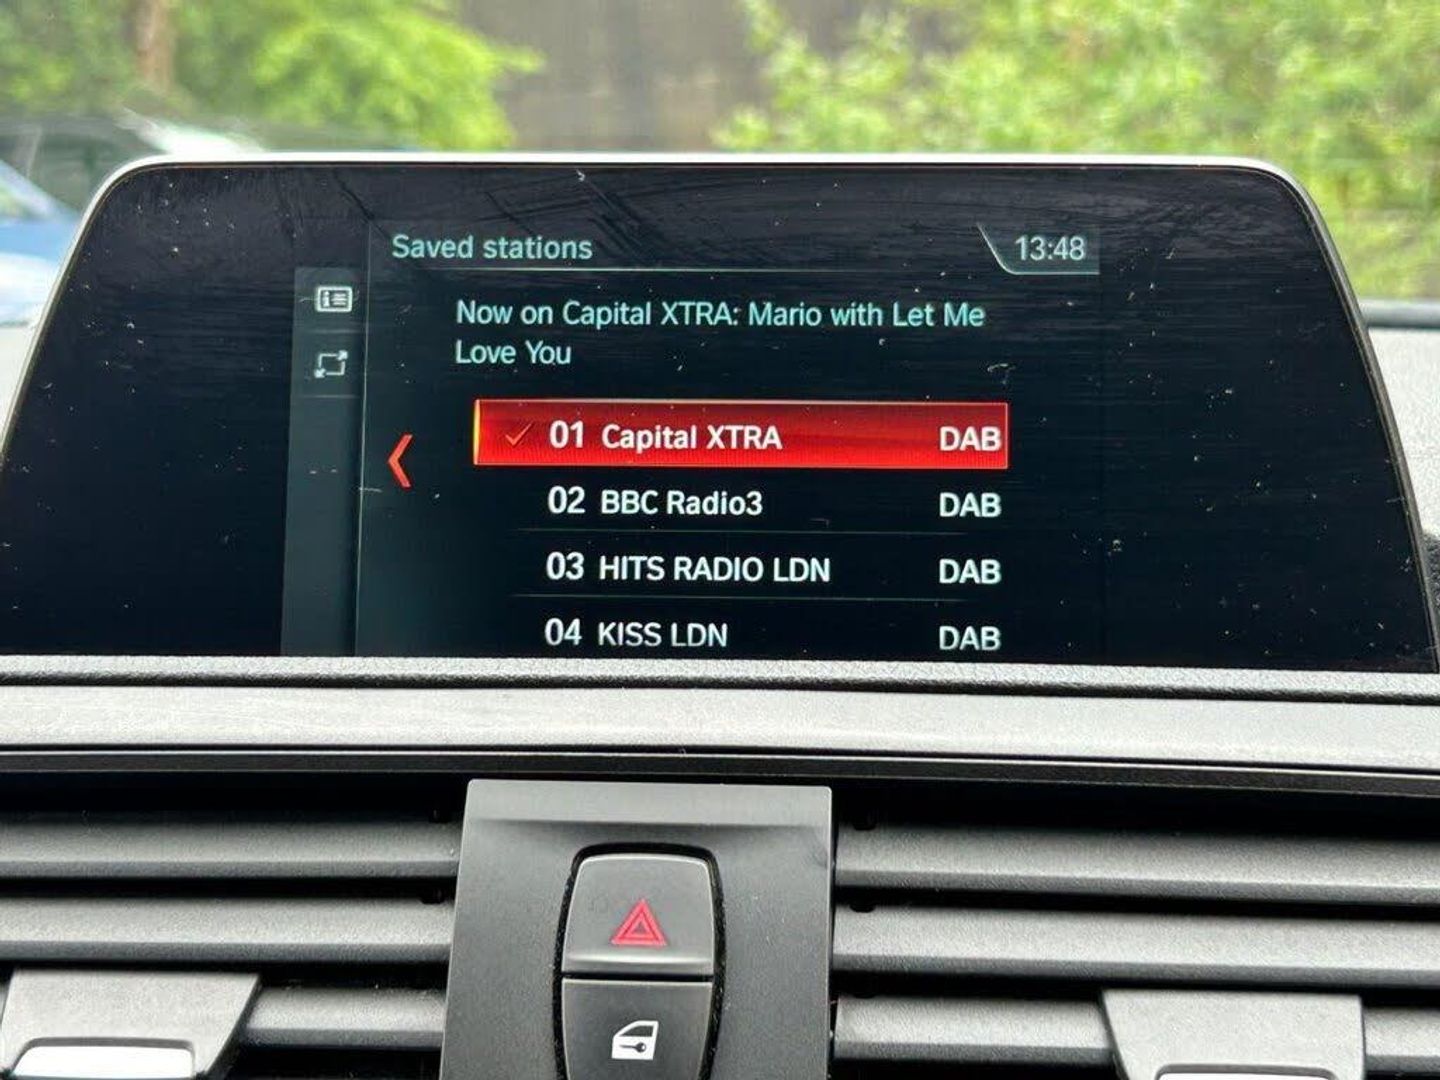 Saved stations 13:48
Now on Capital XTRA: Mario with Let Me
Love You
01 Capital XTRA DAB
02 BBC Radio3 DAB
03 HITS RADIO LDN DAB
04 KISS LDN DAB